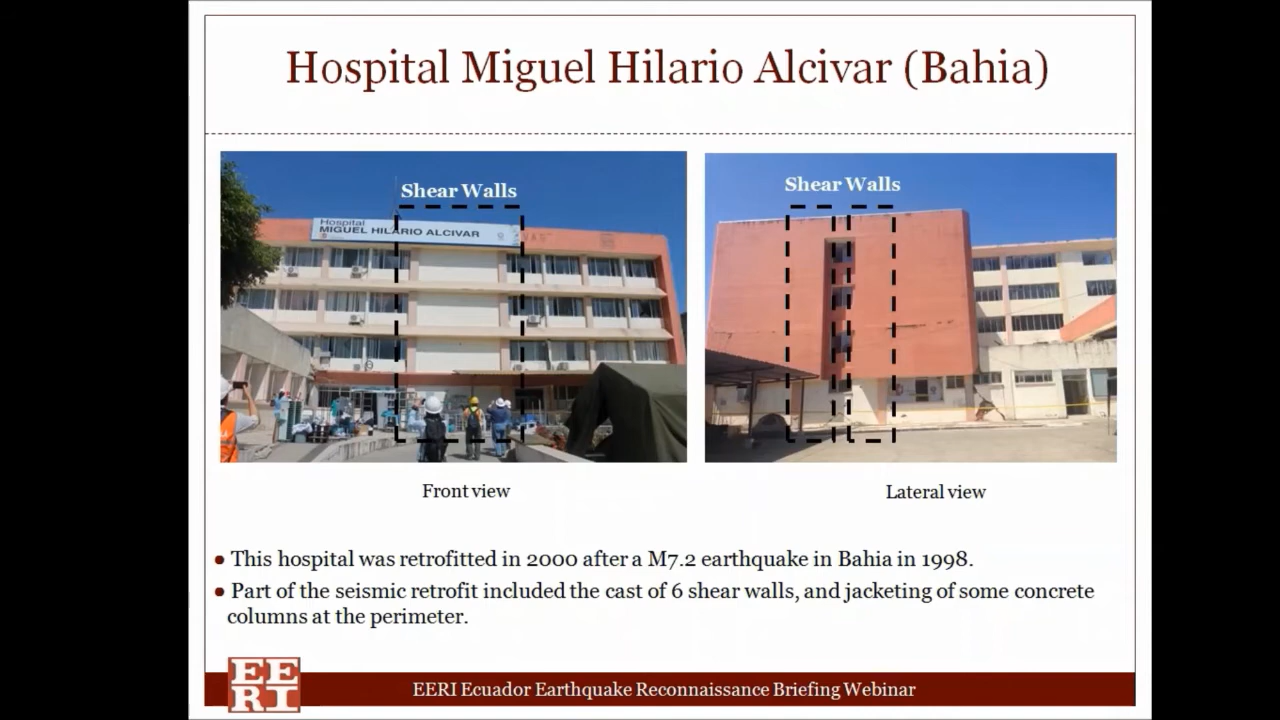 Hospital Miguel Hilario Alcivar (Bahia)
Shear Walls
Hospital
MIGUEL HILARIO ALCIVAR
Shear Walls
Front view
Lateral view
● This hospital was retrofitted in 2000 after a M7.2 earthquake in Bahia in 1998.
● Part of the seismic retrofit included the cast of 6 shear walls, and jacketing of some concrete
columns at the perimeter.
EE
RI
EERI Ecuador Earthquake Reconnaissance Briefing Webinar